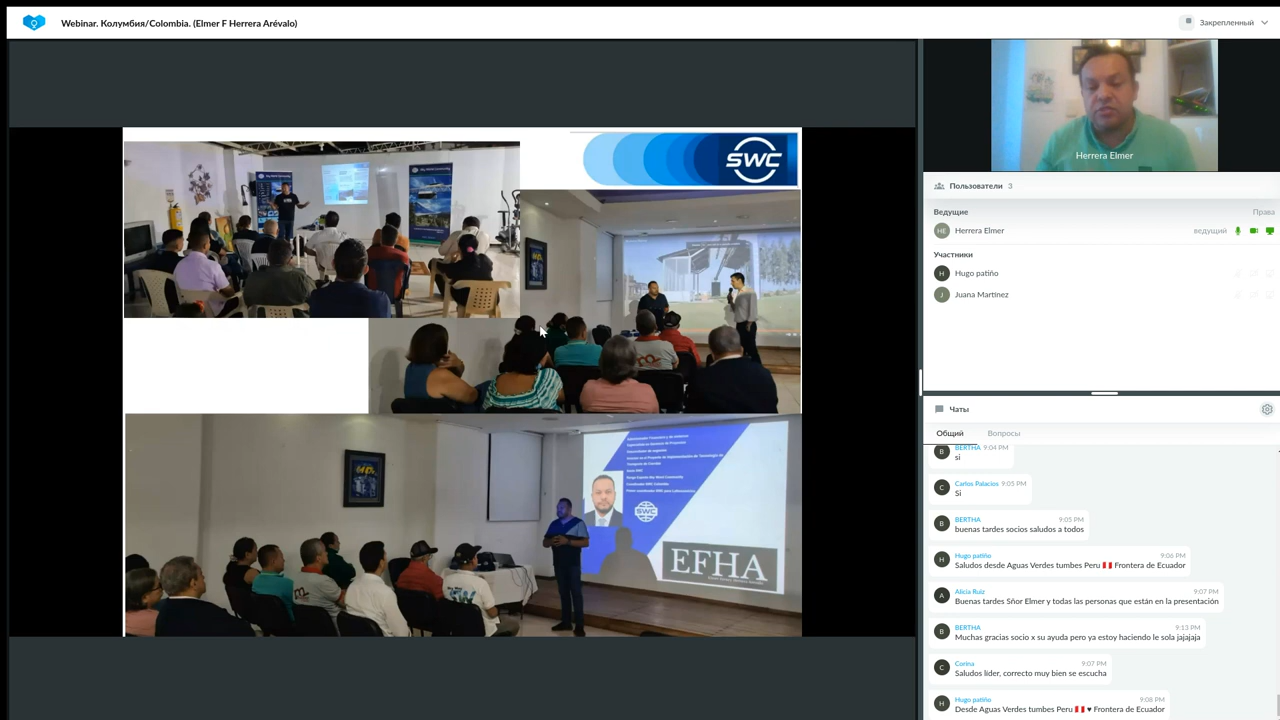 Webinar. Колумбия/Colombia. (Elmer F Herrera Arévalo)
Закрепленный
SWC
SWC
EFHA
Herrera Elmer
Пользователи 3
Ведущие
Права
HE
Herrera Elmer
ведущий
Участники
H
Hugo patiño
J
Juana Martínez
Чаты
Общий
Вопросы
B
BERTHA 9:04 PM
si
C
Carlos Palacios 9:05 PM
Si
B
BERTHA 9:05 PM
buenas tardes socios saludos a todos
H
Hugo patiño 9:06 PM
Saludos desde Aguas Verdes tumbes Peru 🇵🇪 Frontera de Ecuador
A
Alicia Ruiz 9:07 PM
Buenas tardes Sñor Elmer y todas las personas que están en la presentación
B
BERTHA 9:13 PM
Muchas gracias socio x su ayuda pero ya estoy haciendo le sola jajajaja
C
Corina 9:07 PM
Saludos líder, correcto muy bien se escucha
H
Hugo patiño 9:08 PM
Desde Aguas Verdes tumbes Peru 🇵🇪 ♥ Frontera de Ecuador